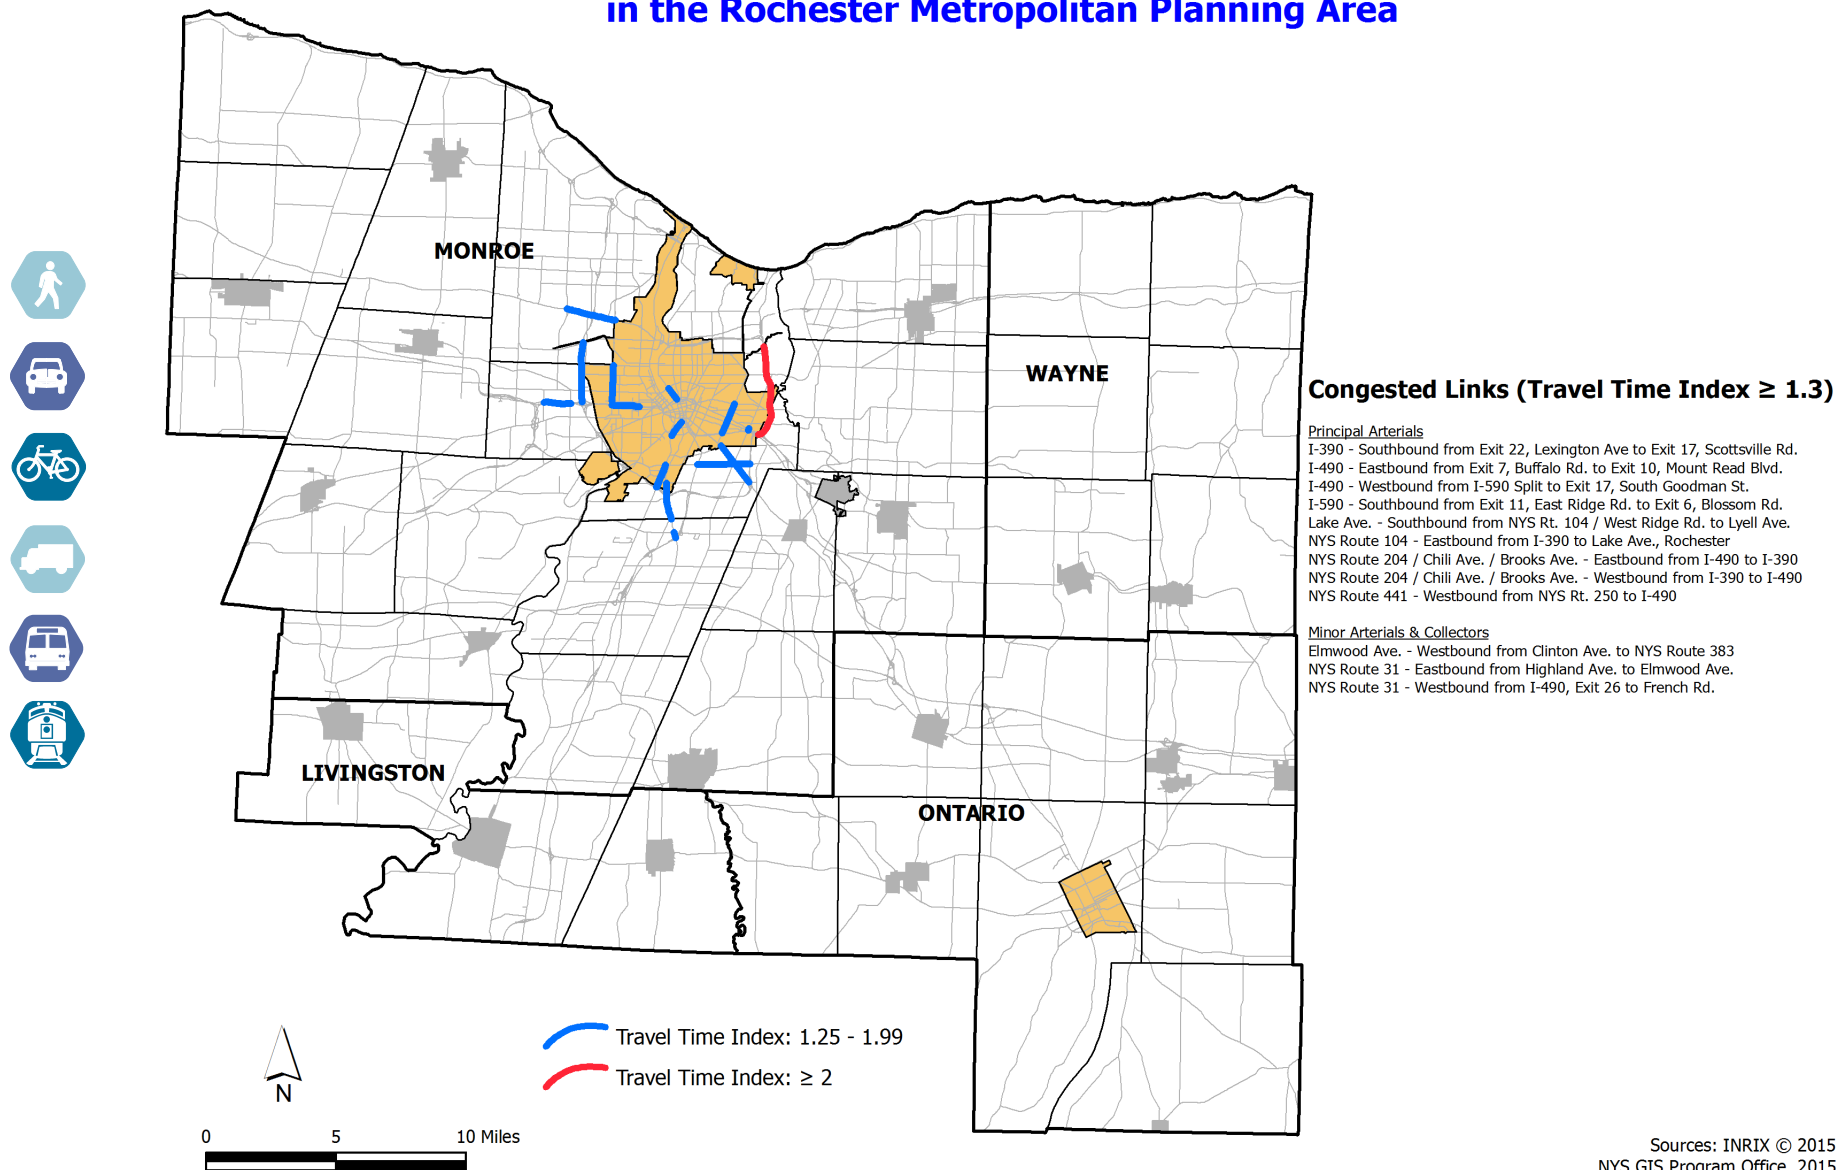 in the Rochester Metropolitan Planning Area
MONROE
WAYNE
Congested Links (Travel Time Index ≥ 1.3)
Principal Arterials
I-390 - Southbound from Exit 22, Lexington Ave to Exit 17, Scottsville Rd.
I-490 - Eastbound from Exit 7, Buffalo Rd. to Exit 10, Mount Read Blvd.
I-490 - Westbound from I-590 Split to Exit 17, South Goodman St.
I-590 - Southbound from Exit 11, East Ridge Rd. to Exit 6, Blossom Rd.
Lake Ave. - Southbound from NYS Rt. 104 / West Ridge Rd. to Lyell Ave.
NYS Route 104 - Eastbound from I-390 to Lake Ave., Rochester
NYS Route 204 / Chili Ave. / Brooks Ave. - Eastbound from I-490 to I-390
NYS Route 204 / Chili Ave. / Brooks Ave. - Westbound from I-390 to I-490
NYS Route 441 - Westbound from NYS Rt. 250 to I-490
Minor Arterials & Collectors
Elmwood Ave. - Westbound from Clinton Ave. to NYS Route 383
NYS Route 31 - Eastbound from Highland Ave. to Elmwood Ave.
NYS Route 31 - Westbound from I-490, Exit 26 to French Rd.
LIVINGSTON
ONTARIO
Travel Time Index: 1.25 - 1.99
Travel Time Index: ≥ 2
N
0 5 10 Miles
Sources: INRIX © 2015
NYS GIS Program Office, 2015